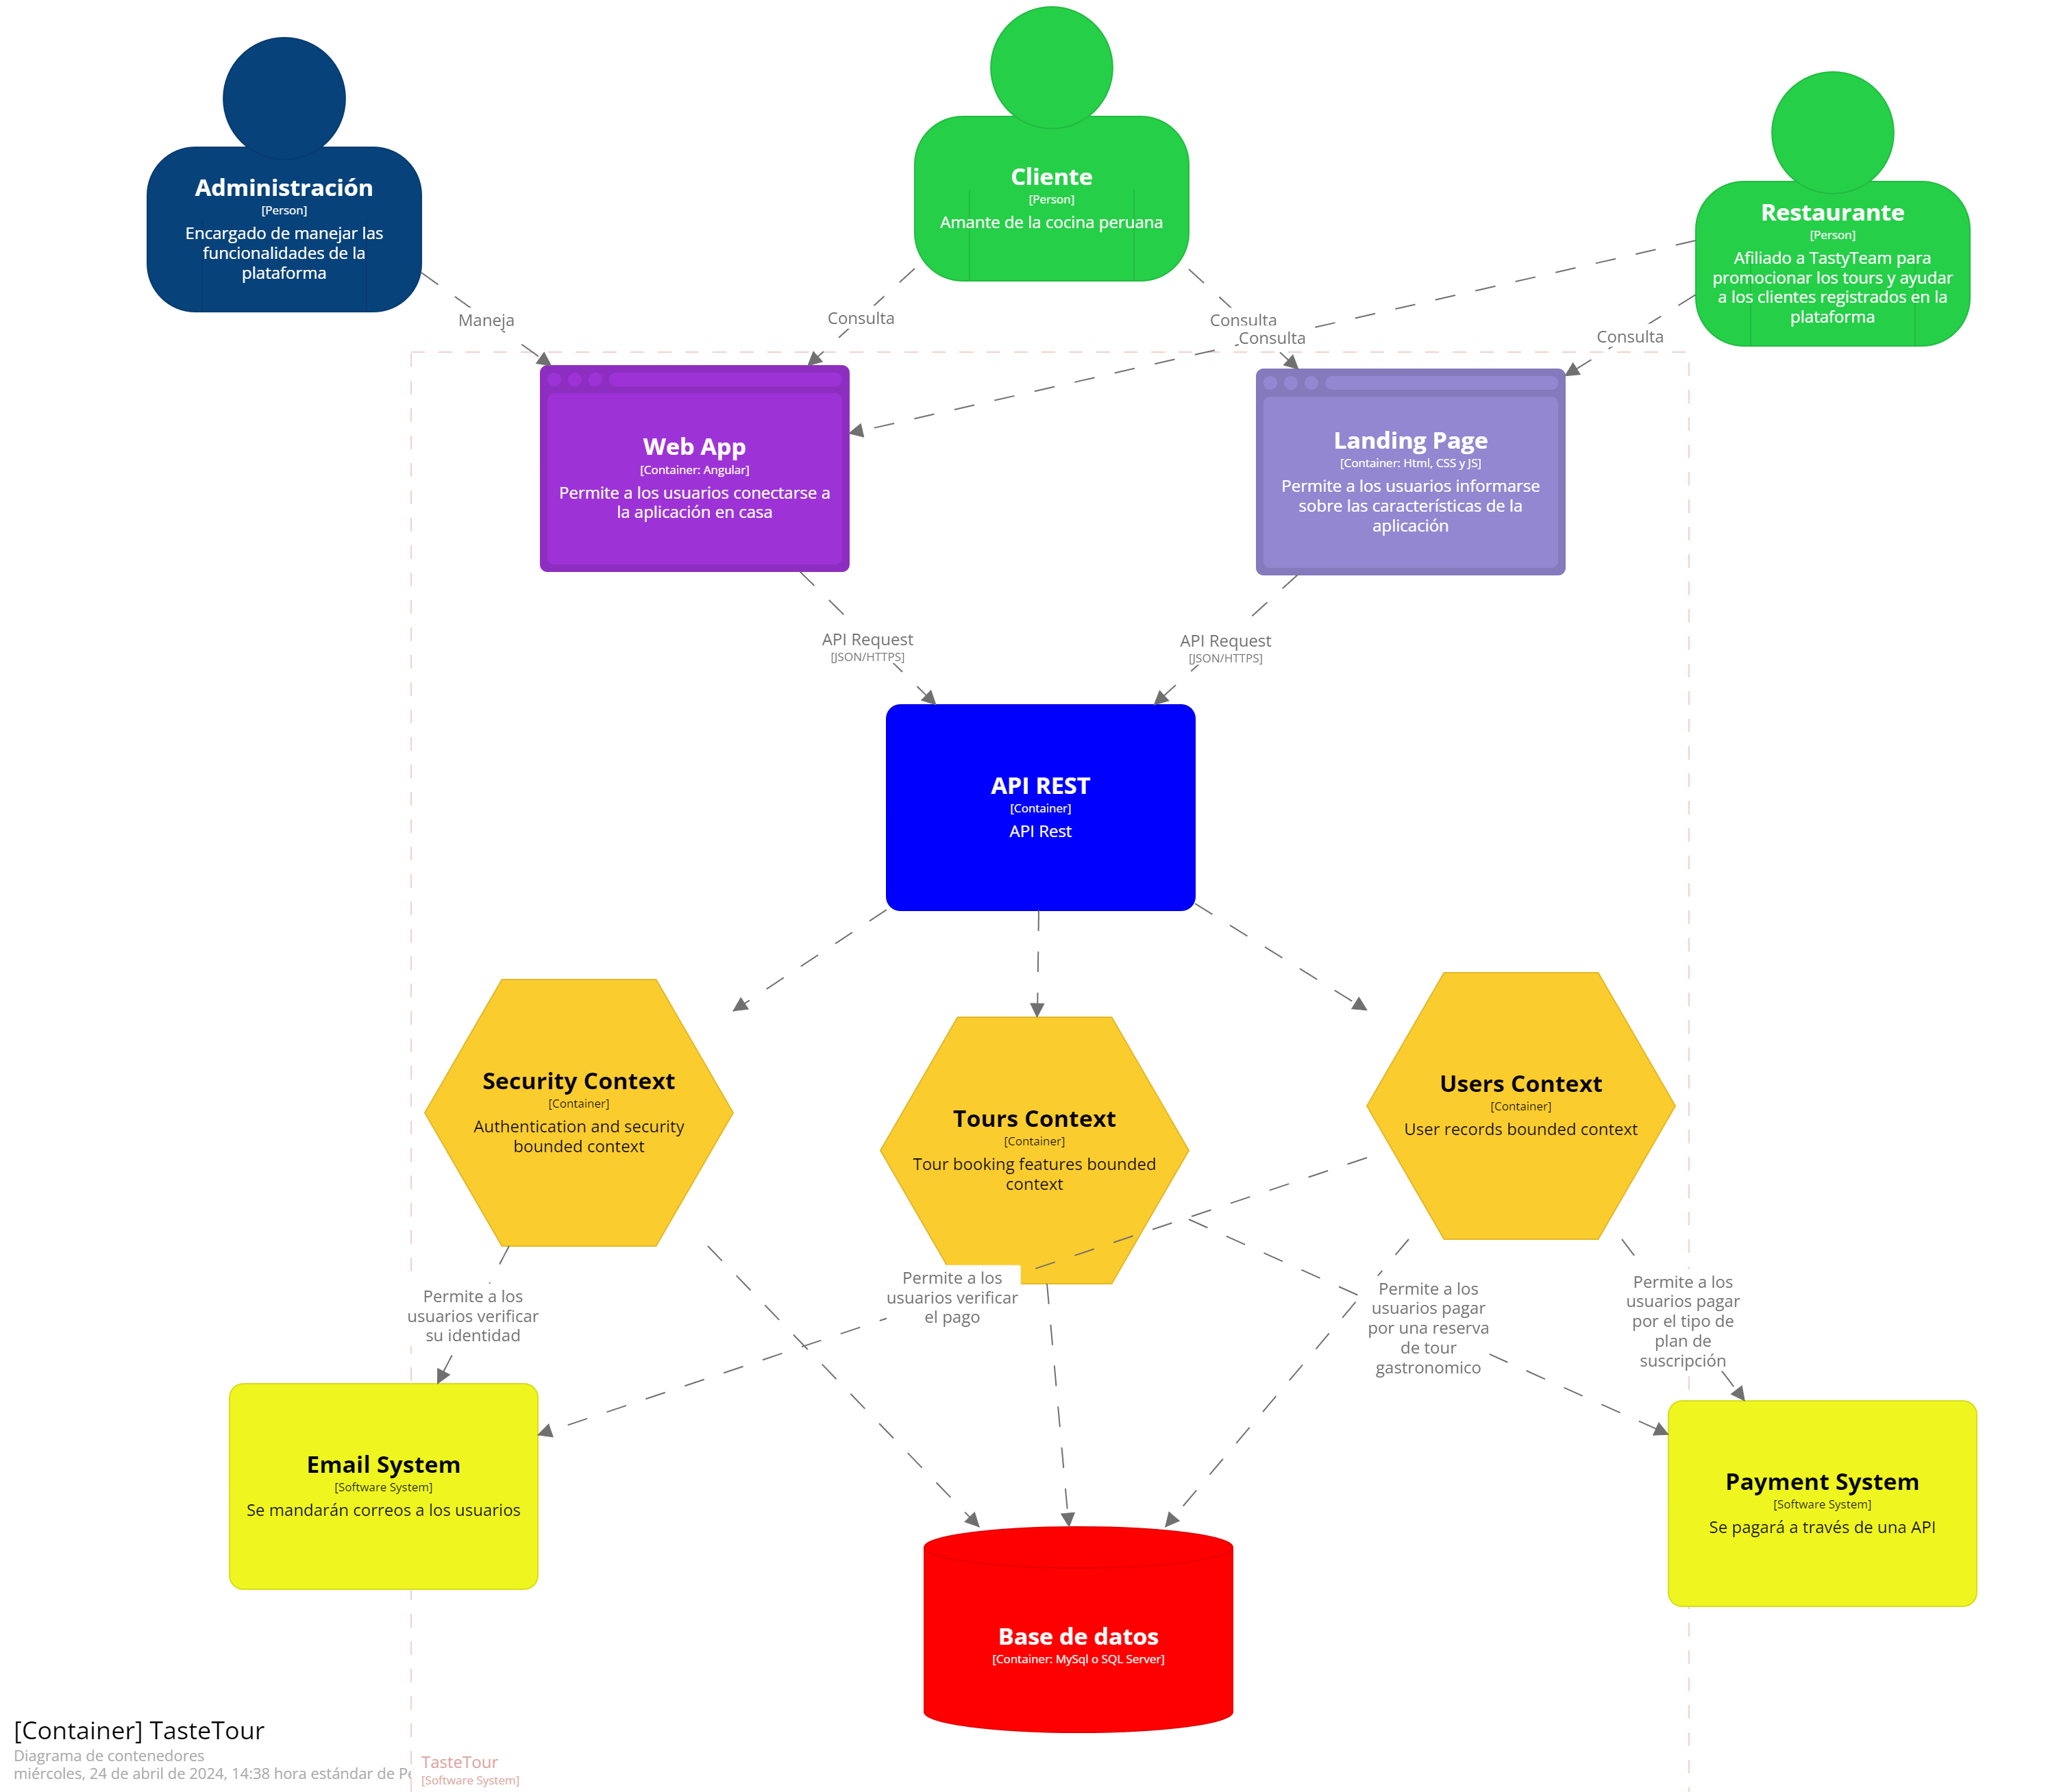 Administración
[Person]
Encargado de manejar las
funcionalidades de la
plataforma
Cliente
[Person]
Amante de la cocina peruana
Restaurante
[Person]
Afiliado a TastyTeam para
promocionar los tours y ayudar
a los clientes registrados en la
plataforma
Maneja
Consulta
Consulta
Consulta
Consulta
Web App
[Container: Angular]
Permite a los usuarios conectarse a
la aplicación en casa
Landing Page
[Container: Html, CSS y JS]
Permite a los usuarios informarse
sobre las características de la
aplicación
API Request
[JSON/HTTPS]
API Request
[JSON/HTTPS]
API REST
[Container]
API Rest
Security Context
[Container]
Authentication and security
bounded context
Tours Context
[Container]
Tour booking features bounded
context
Users Context
[Container]
User records bounded context
Permite a los
usuarios verificar
su identidad
Permite a los
usuarios verificar
el pago
Permite a los
usuarios pagar
por una reserva
de tour
gastronomico
Permite a los
usuarios pagar
por el tipo de
plan de
suscripción
Email System
[Software System]
Se mandarán correos a los usuarios
Payment System
[Software System]
Se pagará a través de una API
Base de datos
[Container: MySql o SQL Server]
[Container] TasteTour
Diagrama de contenedores
miércoles, 24 de abril de 2024, 14:38 hora estándar de
TasteTour
[Software System]